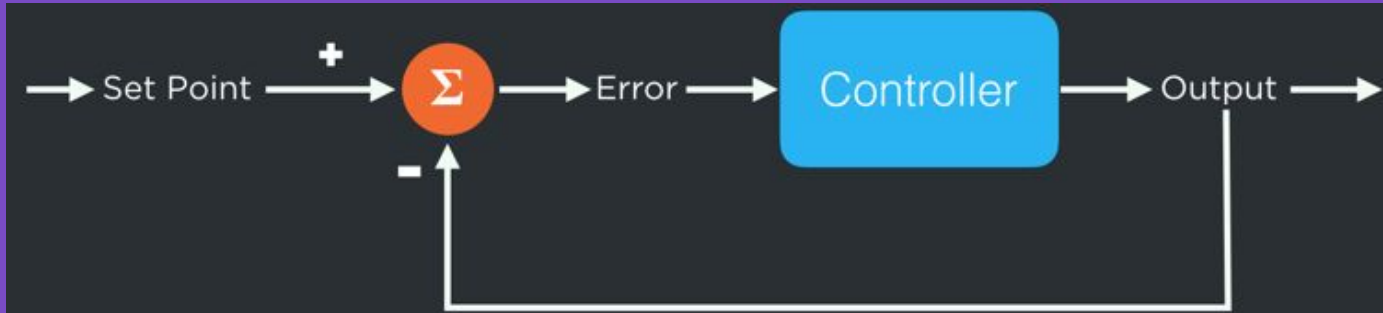 +
Set Point
Σ
Error
Controller
Output
-